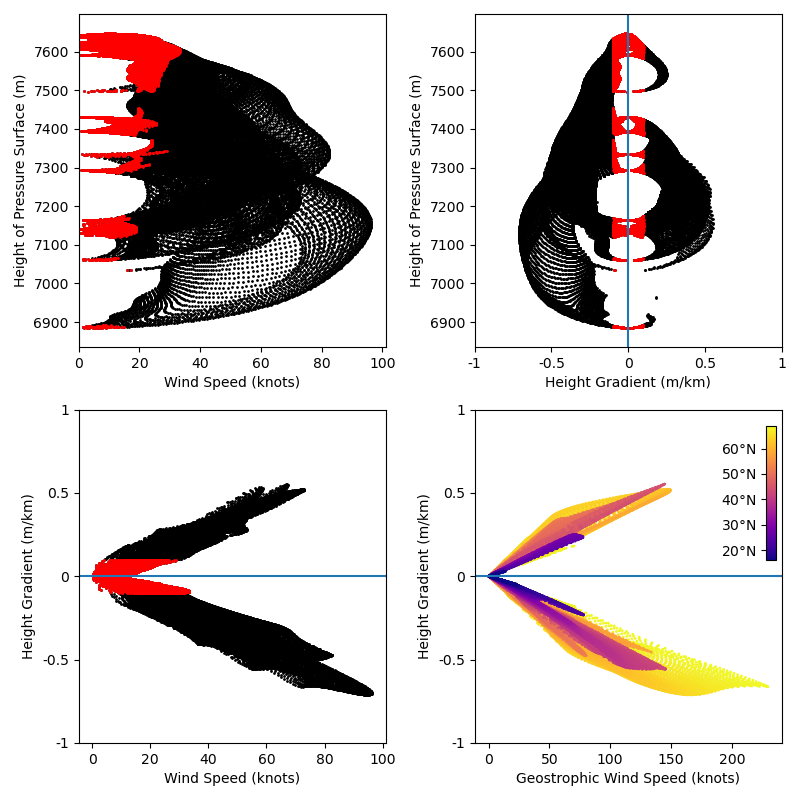 7600
7500
7400
7300
7200
7100
7000
6900
Height of Pressure Surface (m)
0 20 40 60 80 100
Wind Speed (knots)
7600
7500
7400
7300
7200
7100
7000
6900
Height of Pressure Surface (m)
-1 -0.5 0 0.5 1
Height Gradient (m/km)
1
0.5
0
-0.5
-1
Height Gradient (m/km)
0 20 40 60 80 100
Wind Speed (knots)
1
0.5
0
-0.5
-1
Height Gradient (m/km)
60°N
50°N
40°N
30°N
20°N
0 50 100 150 200
Geostrophic Wind Speed (knots)